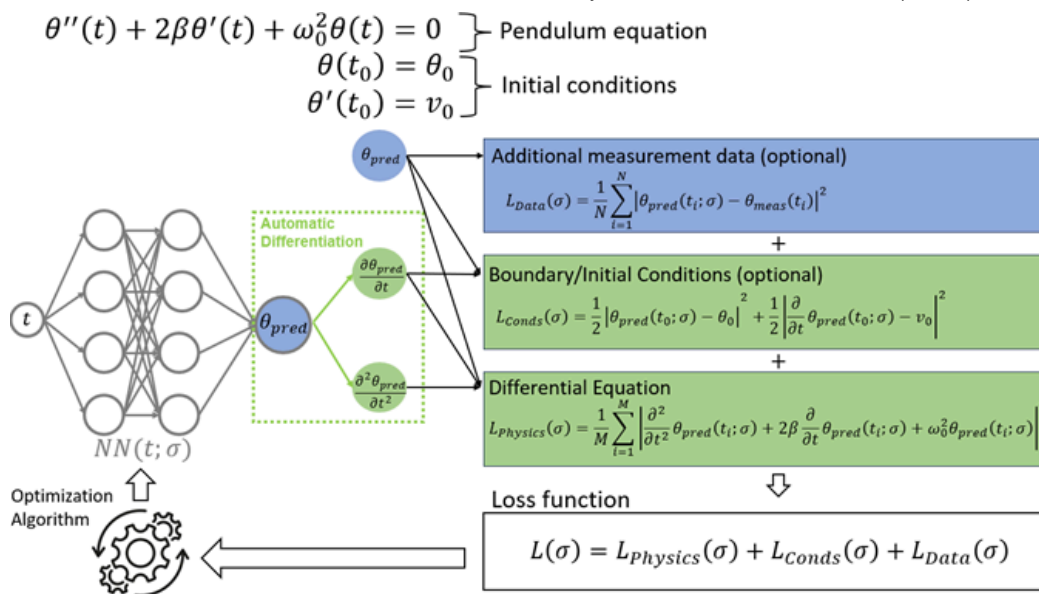 θ''(t) + 2βθ'(t) + ω₀²θ(t) = 0 } Pendulum equation
θ(t₀) = θ₀
θ'(t₀) = v₀
} Initial conditions
θ_pred
Additional measurement data (optional)
L_Data(σ) = 1/N ∑_{i=1}^{N} |θ_pred(t_i; σ) − θ_meas(t_i)|²
+
Boundary/Initial Conditions (optional)
L_Conds(σ) = 1/2 |θ_pred(t₀; σ) − θ₀|² + 1/2 |∂/∂t θ_pred(t₀; σ) − v₀|²
+
Differential Equation
L_Physics(σ) = 1/M ∑_{i=1}^{M} |∂²/∂t² θ_pred(t_i; σ) + 2β ∂/∂t θ_pred(t_i; σ) + ω₀²θ_pred(t_i; σ)|
Automatic
Differentiation
∂θ_pred/∂t
t
θ_pred
∂²θ_pred/∂t²
NN(t; σ)
Optimization
Algorithm
Loss function
L(σ) = L_Physics(σ) + L_Conds(σ) + L_Data(σ)